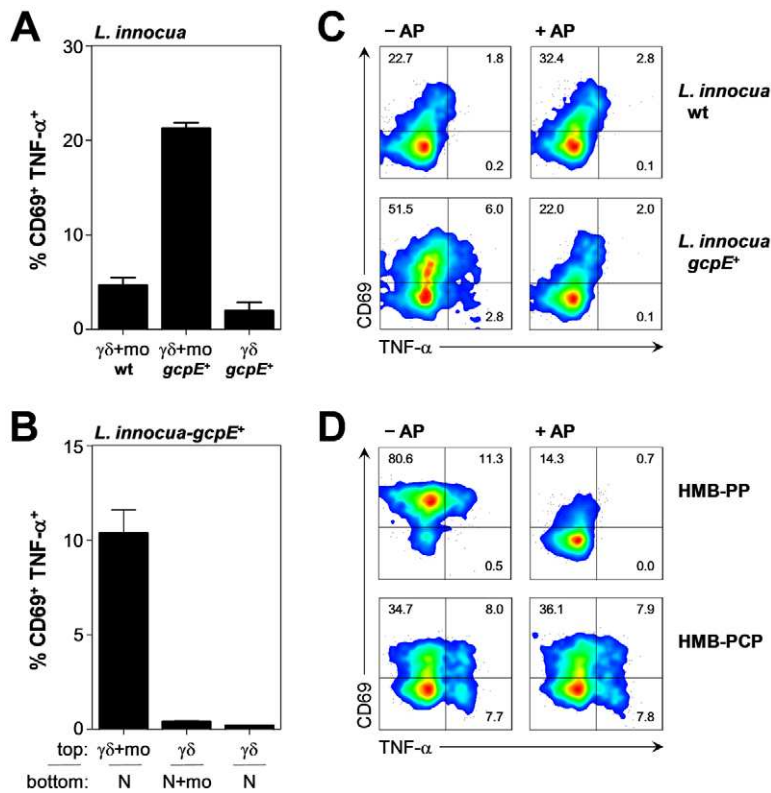 A
L. innocua
30
20
10
0
% CD69⁺ TNF-α⁺
γδ+mo γδ+mo γδ
wt gcpE⁺ gcpE⁺
B
L. innocua-gcpE⁺
15
10
5
0
% CD69⁺ TNF-α⁺
top: γδ+mo γδ γδ
bottom: N N+mo N
C
– AP + AP
22.7 1.8 32.4 2.8
0.2 0.1
L. innocua
wt
51.5 6.0 22.0 2.0
2.8 0.1
L. innocua
gcpE⁺
CD69
TNF-α
D
– AP + AP
80.6 11.3 14.3 0.7
0.5 0.0
HMB-PP
34.7 8.0 36.1 7.9
7.7 7.8
HMB-PCP
CD69
TNF-α